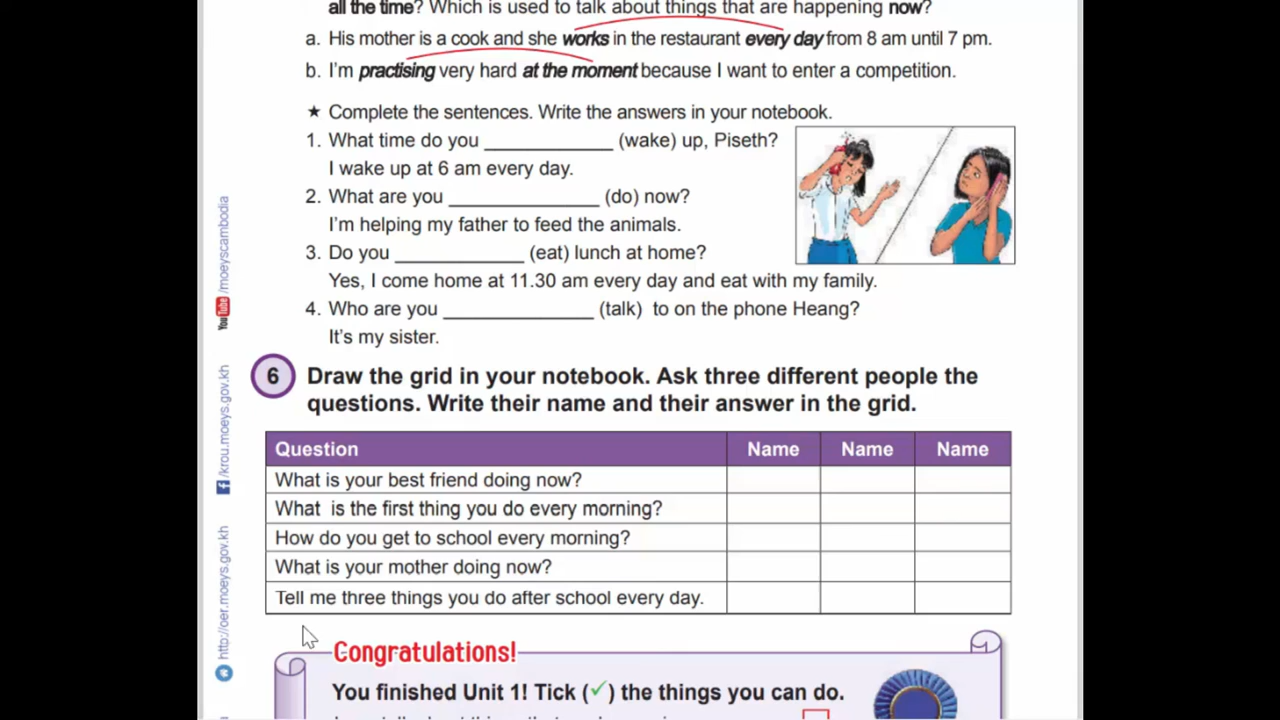 all the time? Which is used to talk about things that are happening now?
a. His mother is a cook and she works in the restaurant every day from 8 am until 7 pm.
b. I'm practising very hard at the moment because I want to enter a competition.
★ Complete the sentences. Write the answers in your notebook.
1. What time do you ____________ (wake) up, Piseth?
I wake up at 6 am every day.
2. What are you ______________ (do) now?
I'm helping my father to feed the animals.
3. Do you ____________ (eat) lunch at home?
Yes, I come home at 11.30 am every day and eat with my family.
4. Who are you ______________ (talk) to on the phone Heang?
It's my sister.
6 Draw the grid in your notebook. Ask three different people the
questions. Write their name and their answer in the grid.
Question Name Name Name
What is your best friend doing now?
What is the first thing you do every morning?
How do you get to school every morning?
What is your mother doing now?
Tell me three things you do after school every day.
Congratulations!
You finished Unit 1! Tick (✓) the things you can do.
YouTube /moeyscambodia
f /krou.moeys.gov.kh
http://oer.moeys.gov.kh